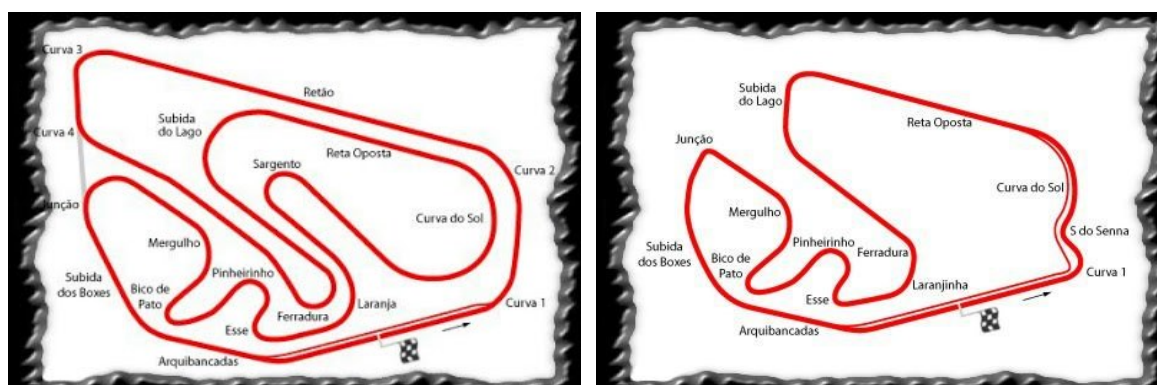 Curva 3
Retão
Subida
do Lago
Curva 4
Reta Oposta
Sargento
Curva 2
Junção
Curva do Sol
Mergulho
Pinheirinho
Subida
dos Boxes
Bico de
Pato
Laranja
Curva 1
Ferradura
Esse
Arquibancadas
Subida
do Lago
Reta Oposta
Junção
Curva do Sol
Mergulho
S do Senna
Pinheirinho
Ferradura
Subida
dos Boxes
Bico de
Pato
Curva 1
Laranjinha
Esse
Arquibancadas